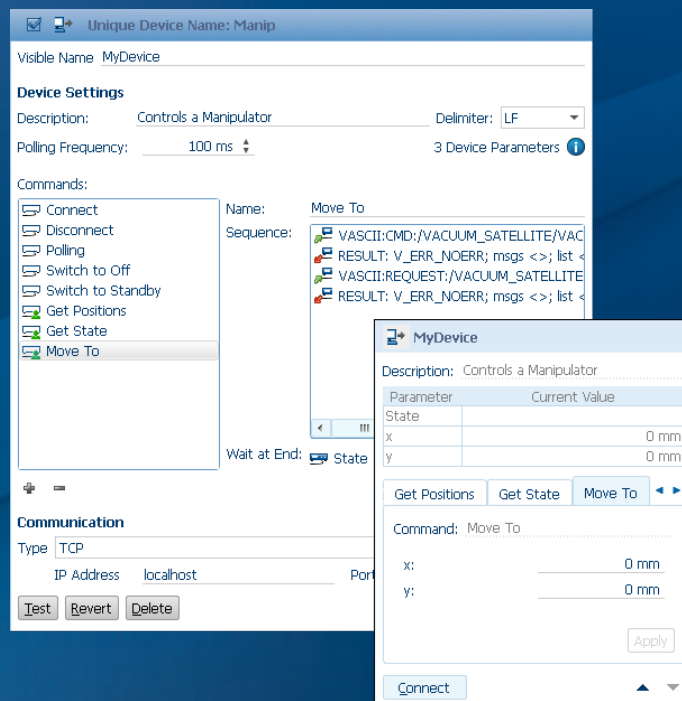 Unique Device Name: Manip
Visible Name MyDevice
Device Settings
Description: Controls a Manipulator Delimiter: LF
Polling Frequency: 100 ms 3 Device Parameters
Commands:
Connect
Disconnect
Polling
Switch to Off
Switch to Standby
Get Positions
Get State
Move To
Name: Move To
Sequence:
VASCII:CMD:/VACUUM_SATELLITE/VAC
RESULT: V_ERR_NOERR; msgs <>; list <
VASCII:REQUEST:/VACUUM_SATELLITE
RESULT: V_ERR_NOERR; msgs <>; list <
Wait at End: State
Communication
Type TCP
IP Address localhost Port
Test Revert Delete
MyDevice
Description: Controls a Manipulator
Parameter Current Value
State
x 0 mm
y 0 mm
Get Positions Get State Move To
Command: Move To
x: 0 mm
y: 0 mm
Apply
Connect